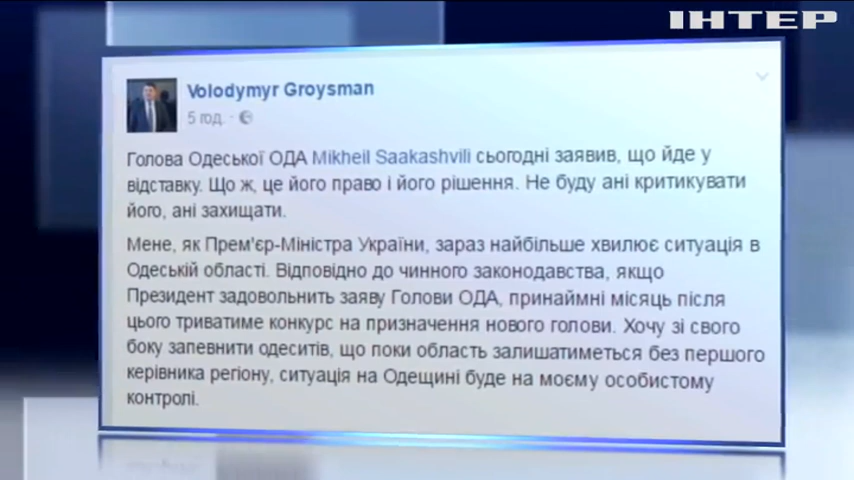 ІНТЕР
Volodymyr Groysman
5 год. ·
Голова Одеської ОДА Mikheil Saakashvili сьогодні заявив, що йде у
відставку. Що ж, це його право і його рішення. Не буду ані критикувати
його, ані захищати.
Мене, як Прем'єр-Міністра України, зараз найбільше хвилює ситуація в
Одеській області. Відповідно до чинного законодавства, якщо
Президент задовольнить заяву Голови ОДА, принаймні місяць після
цього триватиме конкурс на призначення нового голови. Хочу зі свого
боку запевнити одеситів, що поки область залишатиметься без першого
керівника регіону, ситуація на Одещині буде на моєму особистому
контролі.